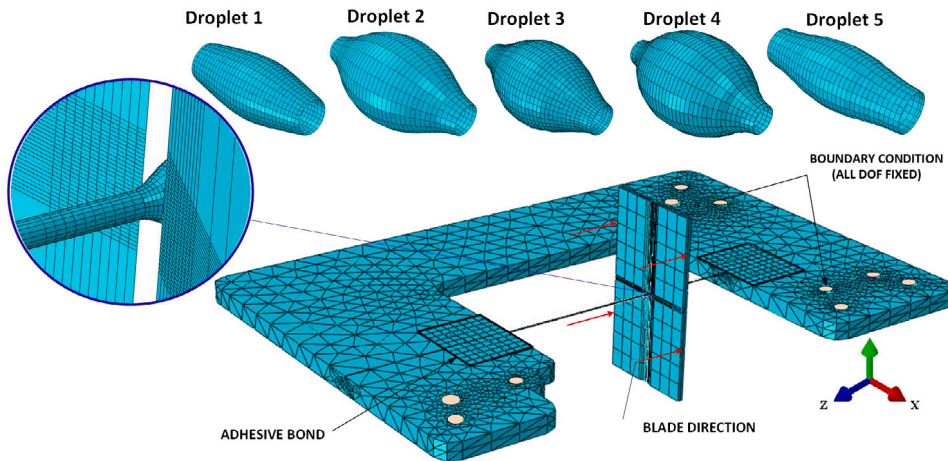 Droplet 1
Droplet 2
Droplet 3
Droplet 4
Droplet 5
BOUNDARY CONDITION
(ALL DOF FIXED)
ADHESIVE BOND
BLADE DIRECTION
z
x